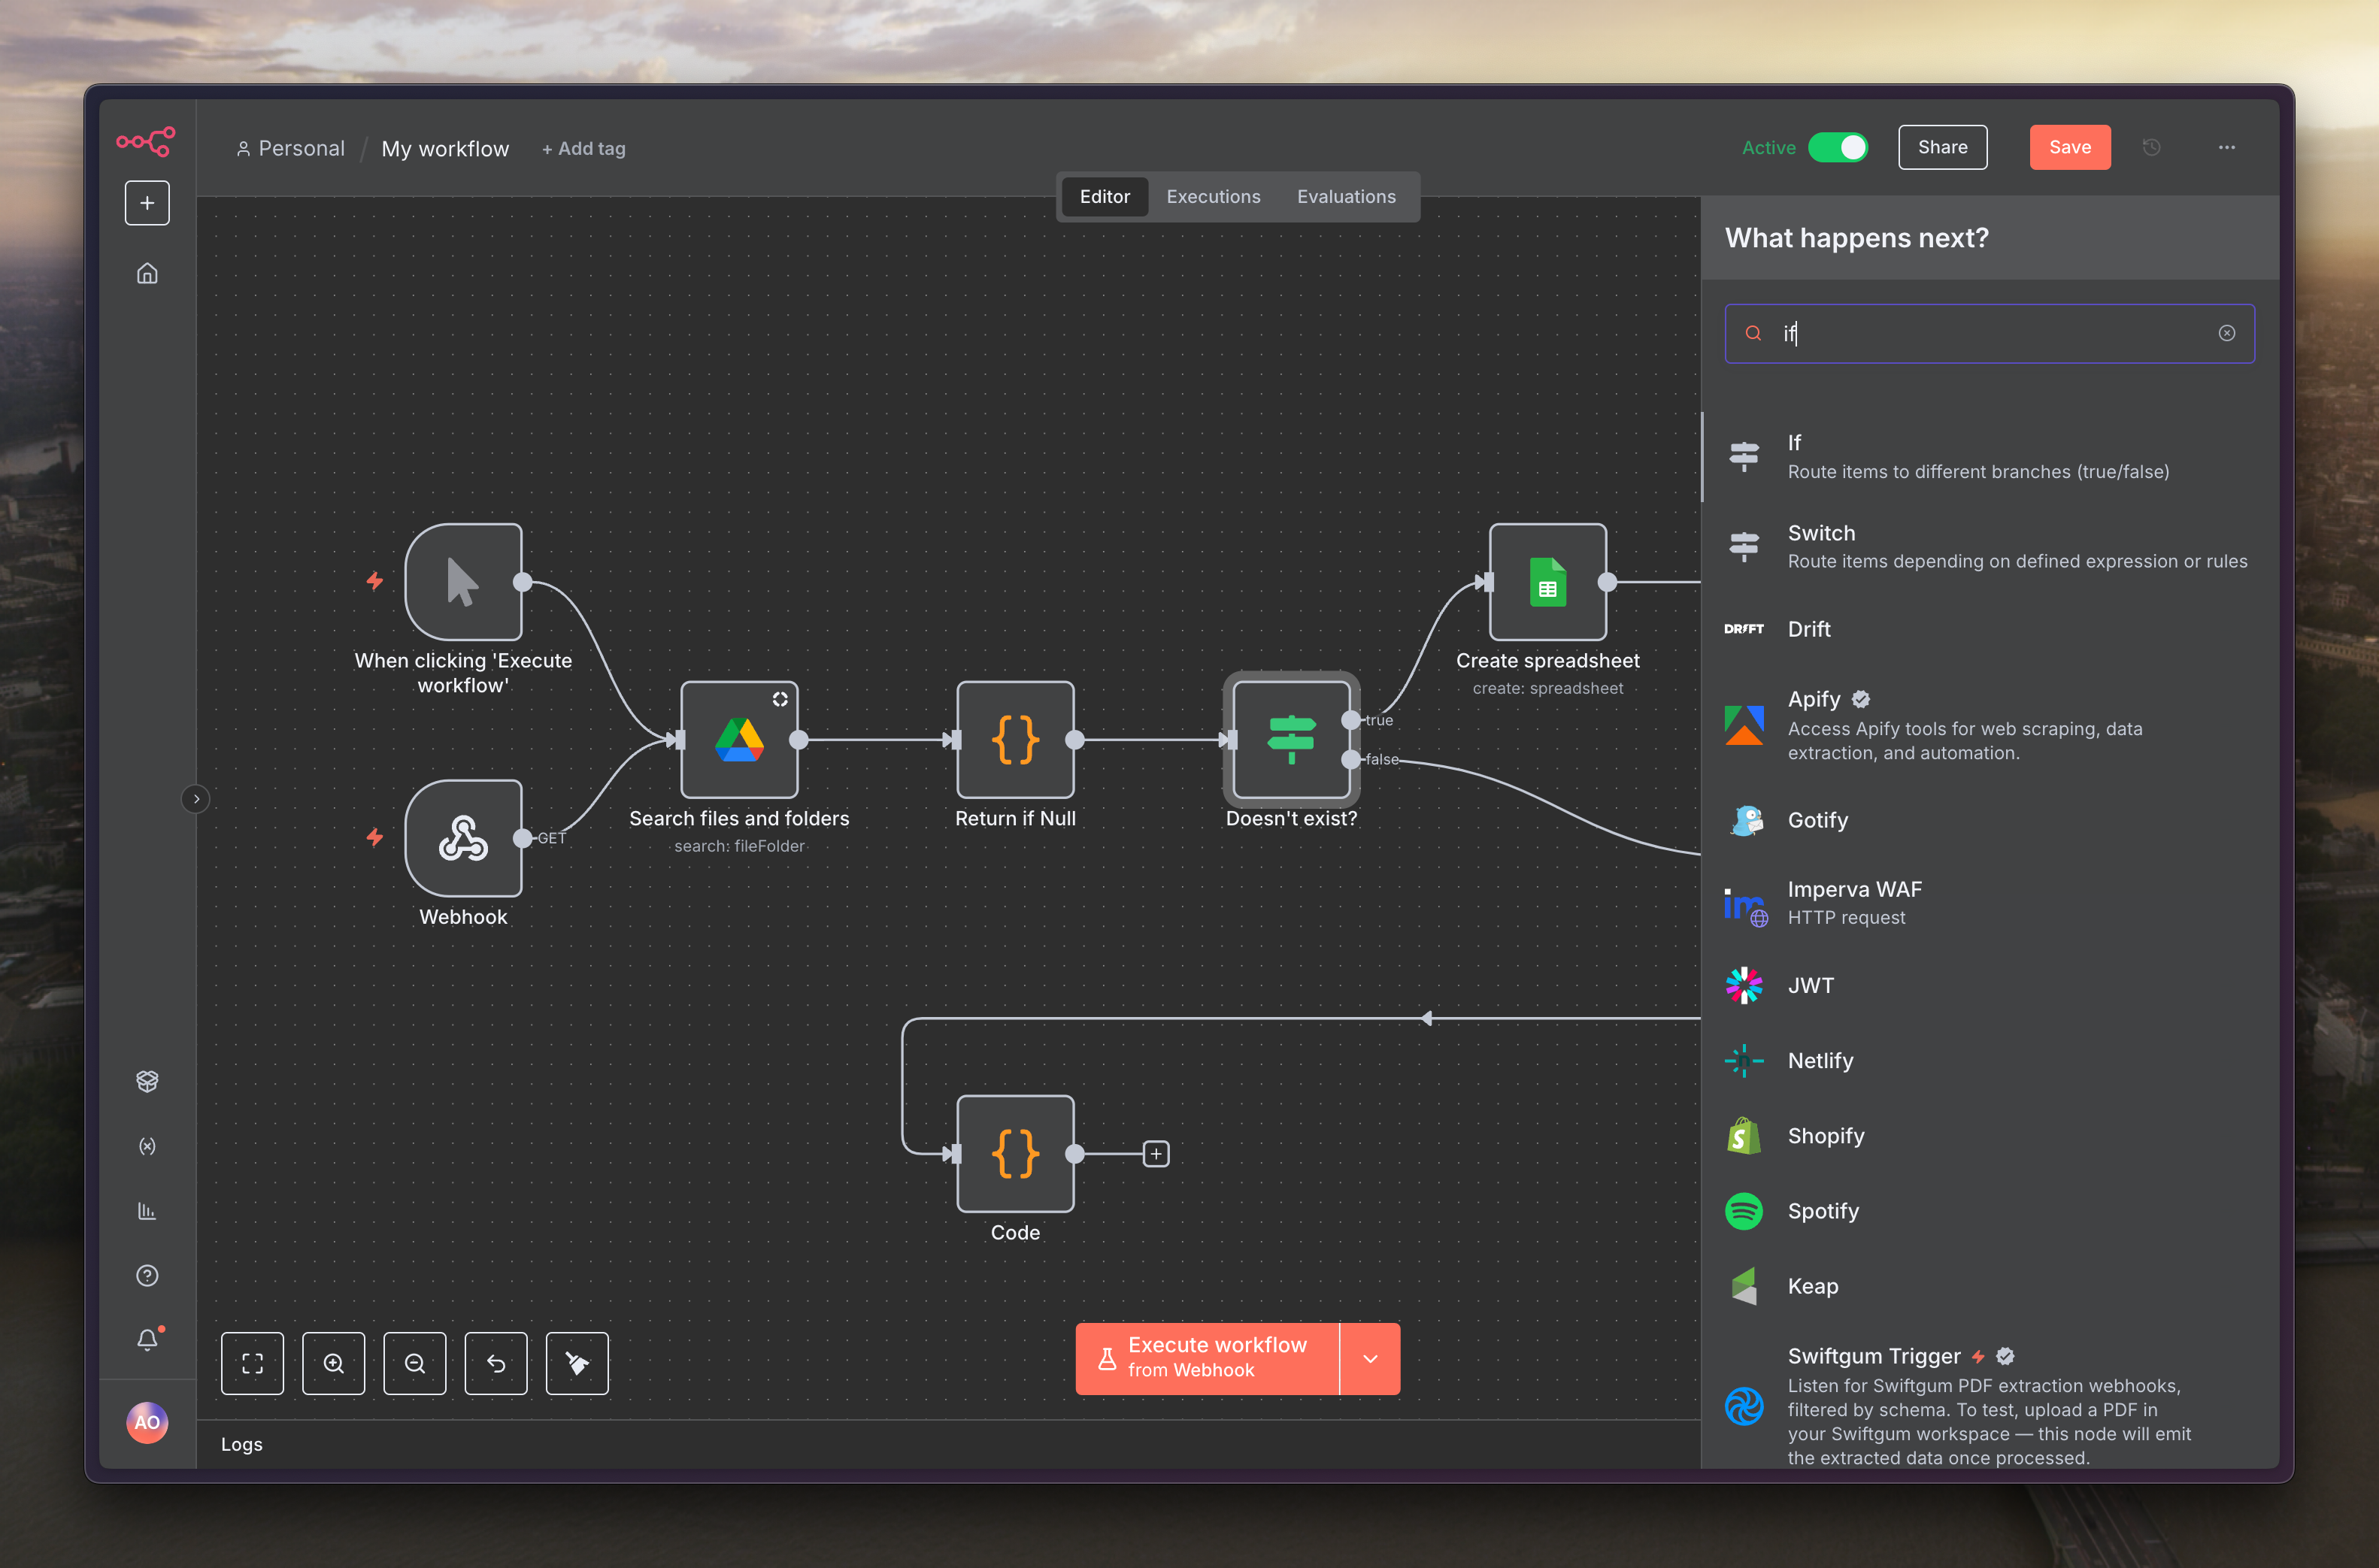 Personal / My workflow + Add tag
Active Share Save
Editor Executions Evaluations
What happens next?
if
If
Route items to different branches (true/false)
Switch
Route items depending on defined expression or rules
DRIFT Drift
Apify
Access Apify tools for web scraping, data
extraction, and automation.
Gotify
im Imperva WAF
HTTP request
JWT
Netlify
Shopify
Spotify
Keap
Swiftgum Trigger
Listen for Swiftgum PDF extraction webhooks,
filtered by schema. To test, upload a PDF in
your Swiftgum workspace — this node will emit
the extracted data once processed.
When clicking 'Execute
workflow'
GET
Webhook
Search files and folders
search: fileFolder
{}
Return if Null
true
false
Doesn't exist?
Create spreadsheet
create: spreadsheet
{}
Code
Execute workflow
from Webhook
AO
Logs